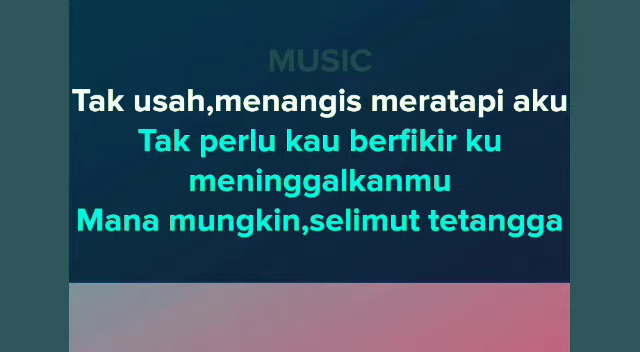 MUSIC
Tak usah,menangis meratapi aku
Tak perlu kau berfikir ku
meninggalkanmu
Mana mungkin,selimut tetangga